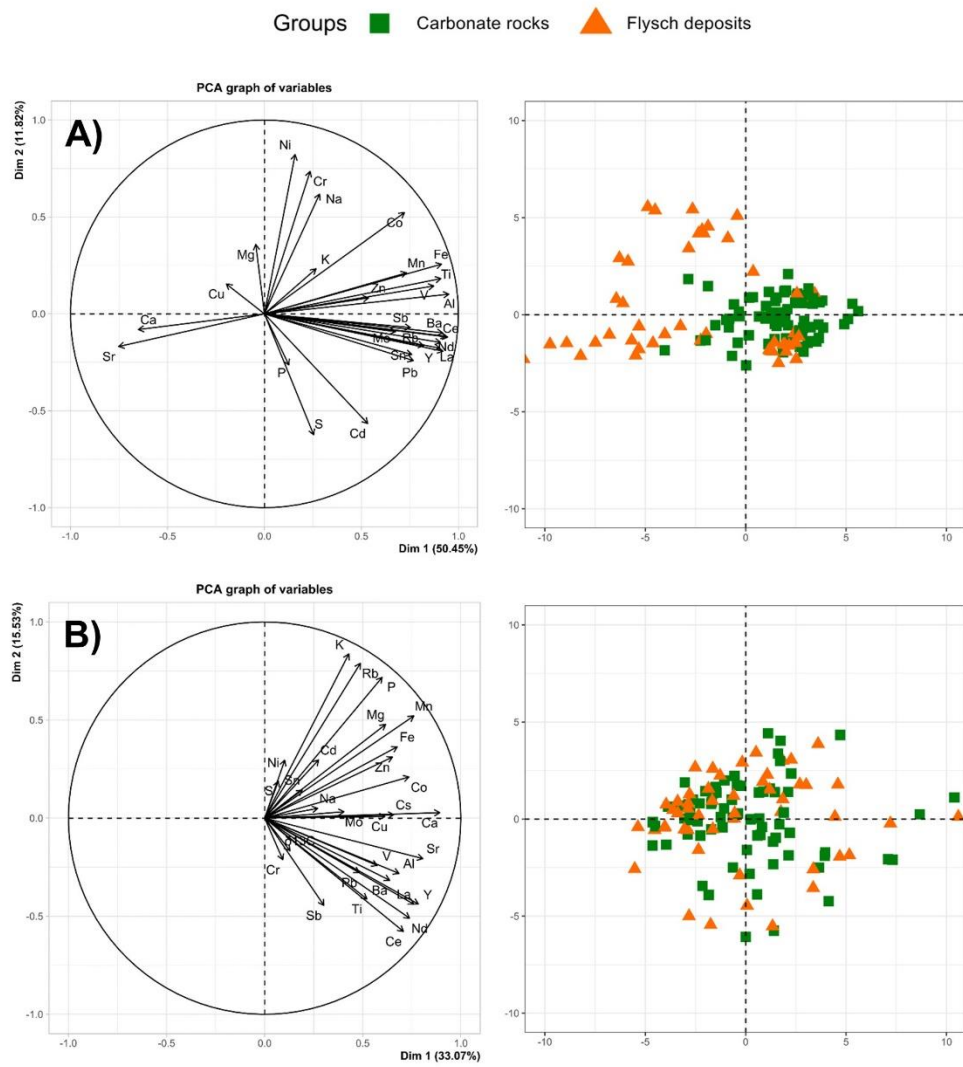 Groups Carbonate rocks Flysch deposits
PCA graph of variables
A)
Dim 2 (11.82%)
1.0
0.5
0.0
-0.5
-1.0
Ni
Cr
Na
Co
Mg
K
Fe
Mn
Ti
Zn
V
Al
Cu
Ca
Sr
Sb
Ba
Ce
Mo
Rb
Nd
Sn
Y
La
Pb
P
S
Cd
-1.0 -0.5 0.0 0.5 1.0
Dim 1 (50.45%)
10
5
0
-5
-10
-10 -5 0 5 10
PCA graph of variables
B)
Dim 2 (15.53%)
1.0
0.5
0.0
-0.5
-1.0
K
Rb
P
Mn
Mg
Fe
Cd
Zn
Ni
Sn
S
Co
Na
Cs
Mo
Cu
Ca
Sr
V
Al
Cr
Pb
Ba
La
Y
Ti
Sb
Nd
Ce
-1.0 -0.5 0.0 0.5 1.0
Dim 1 (33.07%)
10
5
0
-5
-10
-10 -5 0 5 10